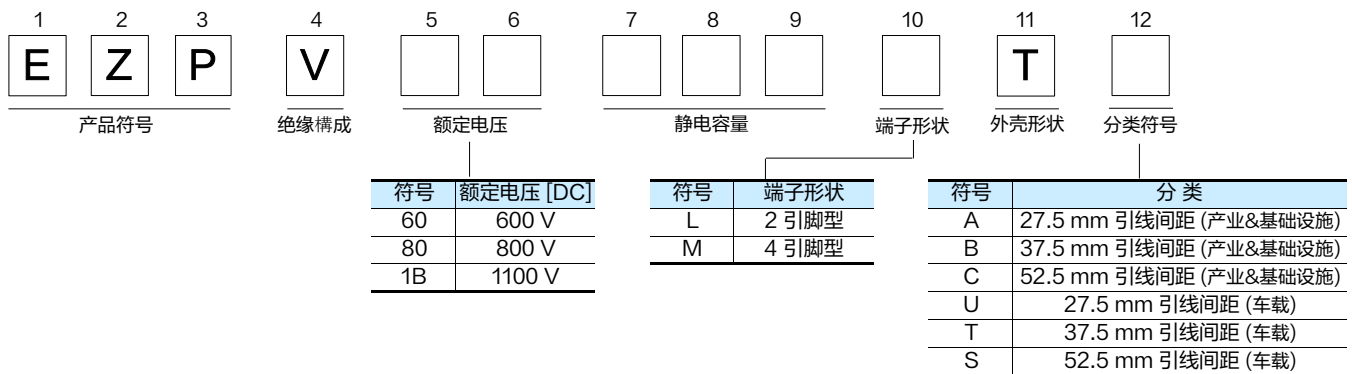 1 2 3 4 5 6 7 8 9 10 11 12
E Z P V T
产品符号 绝缘構成 额定电压 静电容量 端子形状 外壳形状 分类符号
符号 额定电压 [DC]
60 600 V
80 800 V
1B 1100 V
符号 端子形状
L 2 引脚型
M 4 引脚型
符号 分 类
A 27.5 mm 引线间距 (产业&基础设施)
B 37.5 mm 引线间距 (产业&基础设施)
C 52.5 mm 引线间距 (产业&基础设施)
U 27.5 mm 引线间距 (车载)
T 37.5 mm 引线间距 (车载)
S 52.5 mm 引线间距 (车载)